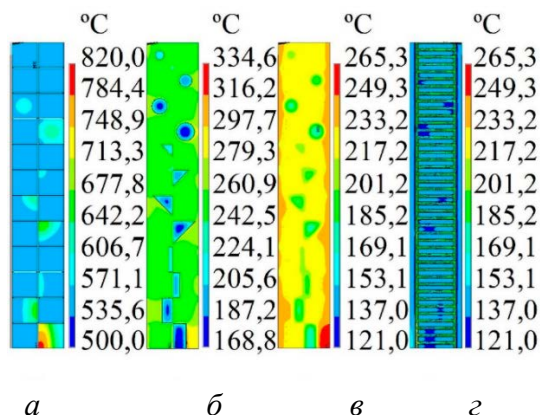 ºC ºC ºC ºC
820,0 334,6 265,3 265,3
784,4 316,2 249,3 249,3
748,9 297,7 233,2 233,2
713,3 279,3 217,2 217,2
677,8 260,9 201,2 201,2
642,2 242,5 185,2 185,2
606,7 224,1 169,1 169,1
571,1 205,6 153,1 153,1
535,6 187,2 137,0 137,0
500,0 168,8 121,0 121,0
а б в г